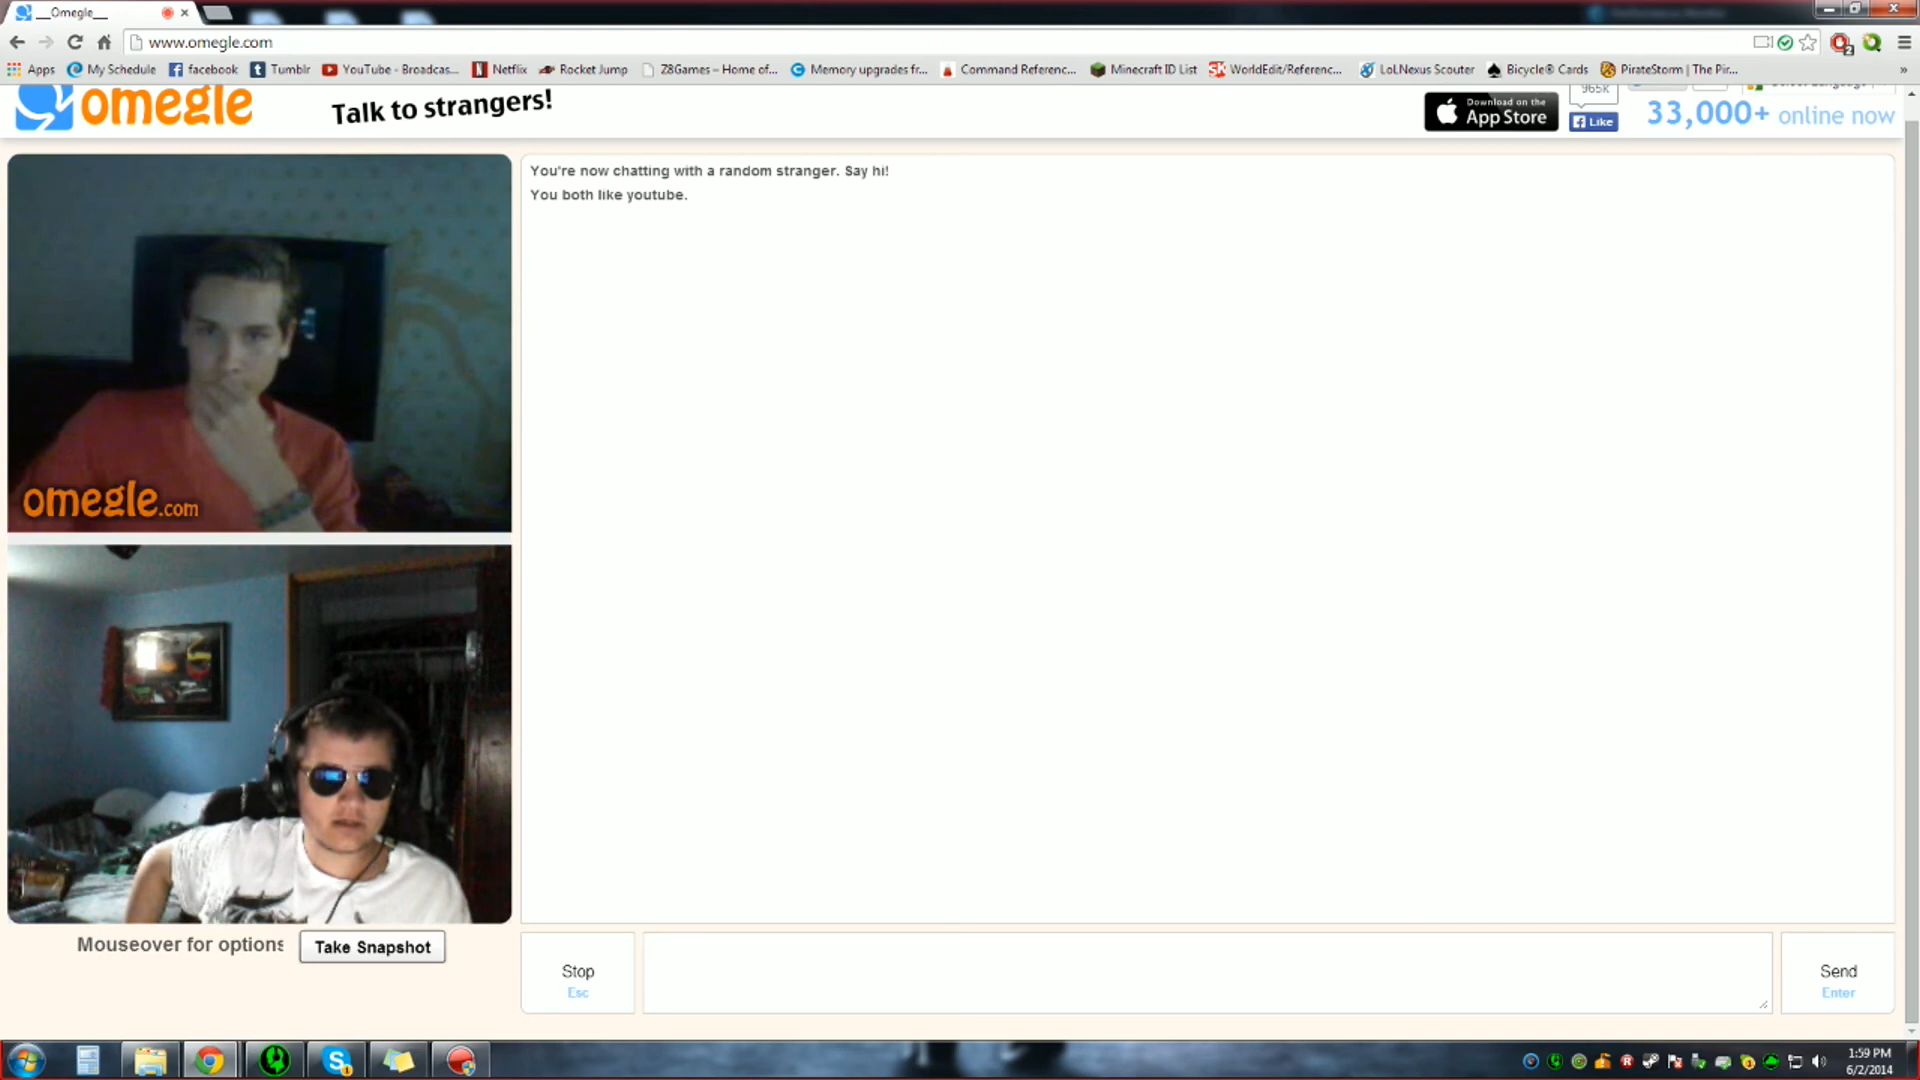 __Omegle__
www.omegle.com
Apps
My Schedule
facebook
Tumblr
YouTube - Broadcas...
Netflix
Rocket Jump
Z8Games – Home of...
Memory upgrades fr...
Command Referenc...
Minecraft ID List
WorldEdit/Referenc...
LoLNexus Scouter
Bicycle® Cards
PirateStorm | The Pir...
»
omegle
Talk to strangers!
Download on the
App Store
965k
Like
33,000+ online now
You're now chatting with a random stranger. Say hi!
You both like youtube.
omegle.com
Mouseover for options
Take Snapshot
Stop
Esc
Send
Enter
1:59 PM
6/2/2014